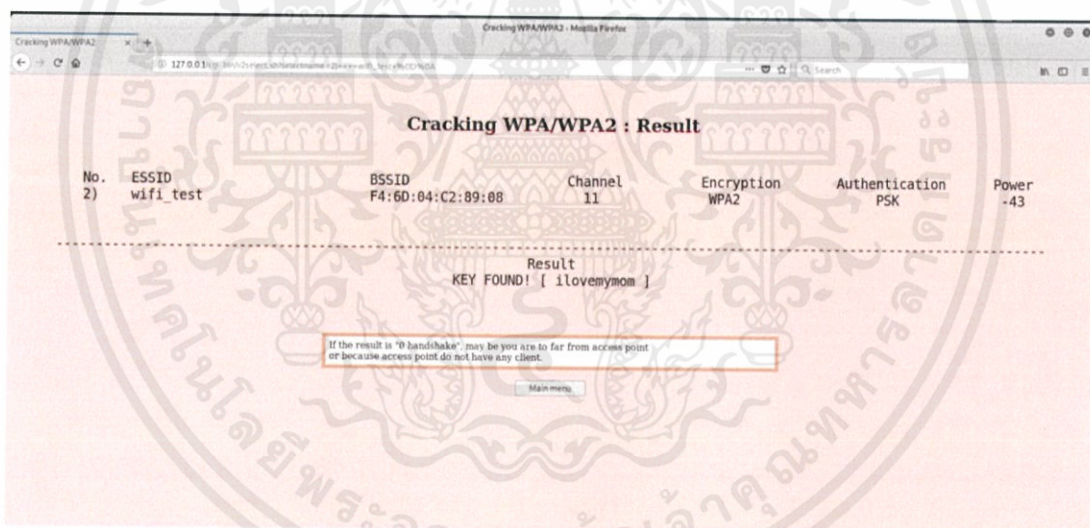 Cracking WPA/WPA2 - Mozilla Firefox
Cracking WPA/WPA2
127.0.0.1
Search
Cracking WPA/WPA2 : Result
No. ESSID BSSID Channel Encryption Authentication Power
2) wifi_test F4:6D:04:C2:89:08 11 WPA2 PSK -43
Result
KEY FOUND! [ ilovemymom ]
If the result is "0 handshake", may be you are to far from access point
or because access point do not have any client.
Main menu